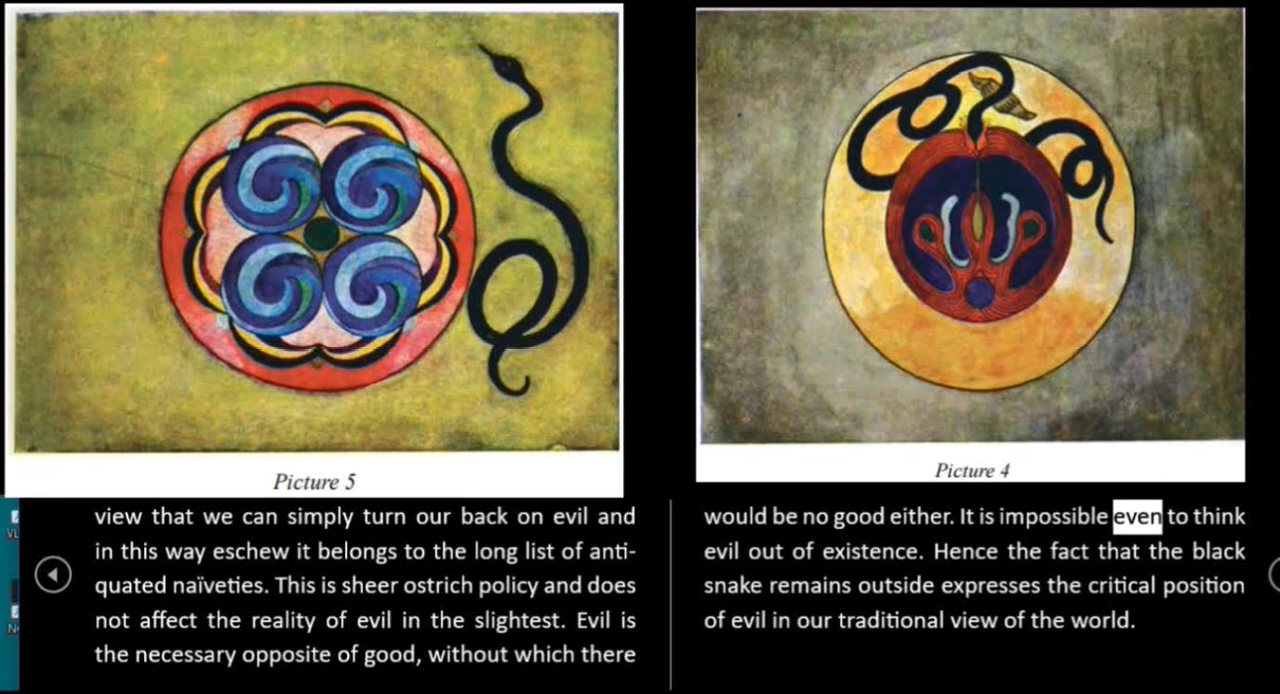 Picture 5
Picture 4
view that we can simply turn our back on evil and
in this way eschew it belongs to the long list of anti-
quated naïveties. This is sheer ostrich policy and does
not affect the reality of evil in the slightest. Evil is
the necessary opposite of good, without which there
would be no good either. It is impossible even to think
evil out of existence. Hence the fact that the black
snake remains outside expresses the critical position
of evil in our traditional view of the world.